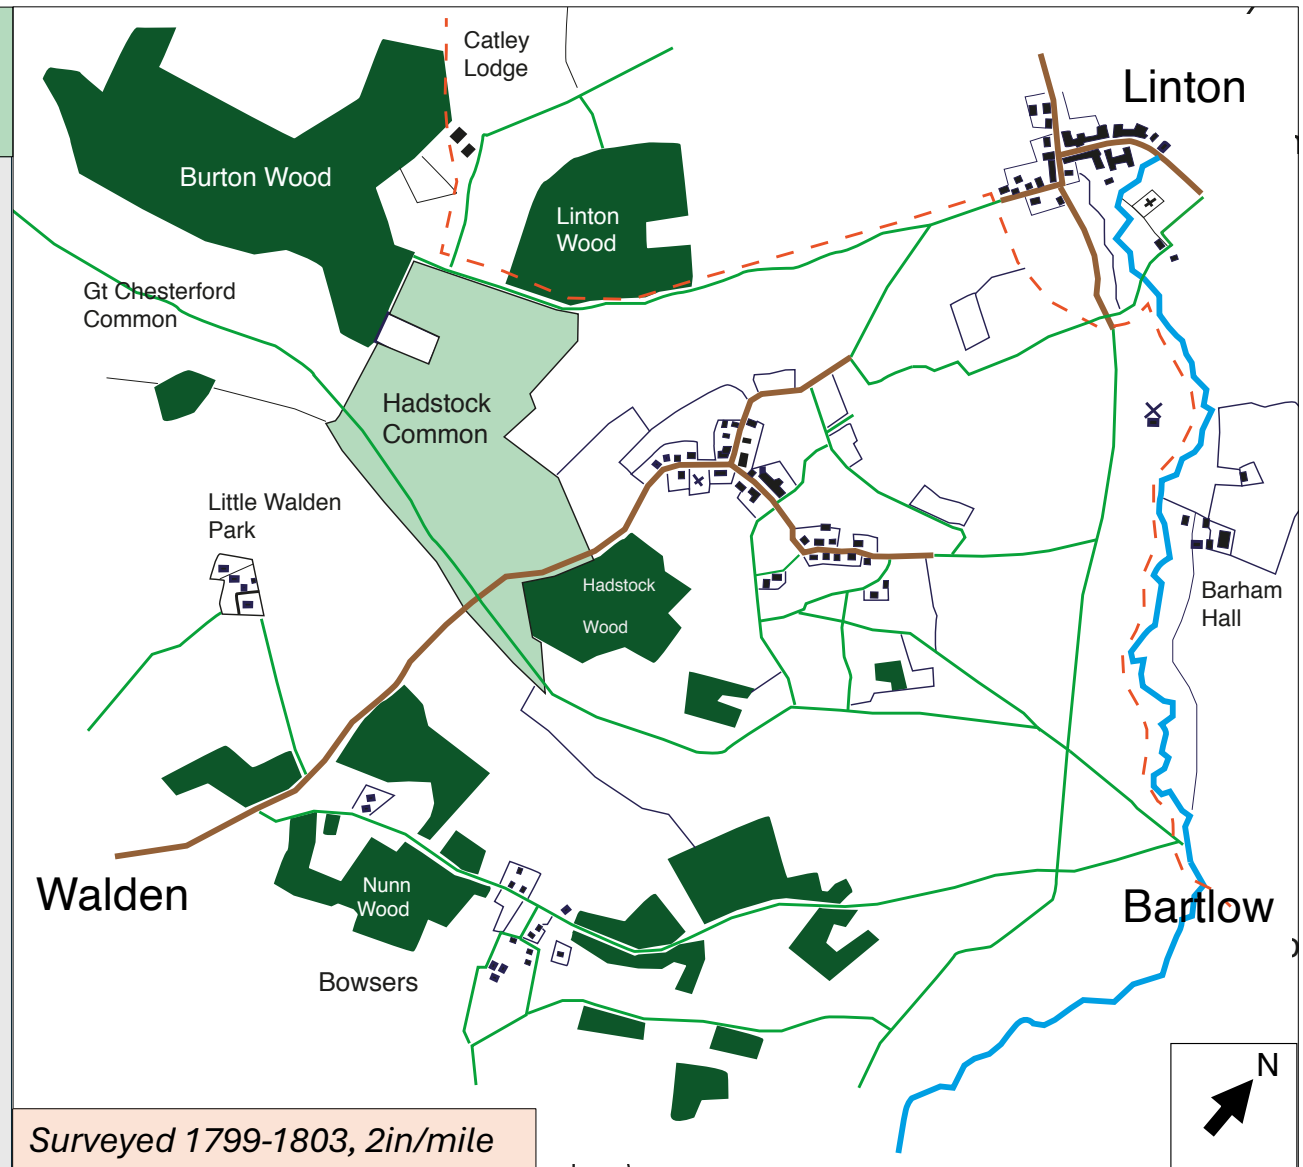 Catley
Lodge
Linton
Burton Wood
Linton
Wood
Gt Chesterford
Common
Hadstock
Common
Little Walden
Park
Hadstock
Wood
Barham
Hall
Walden
Nunn
Wood
Bartlow
Bowsers
N
Surveyed 1799-1803, 2in/mile